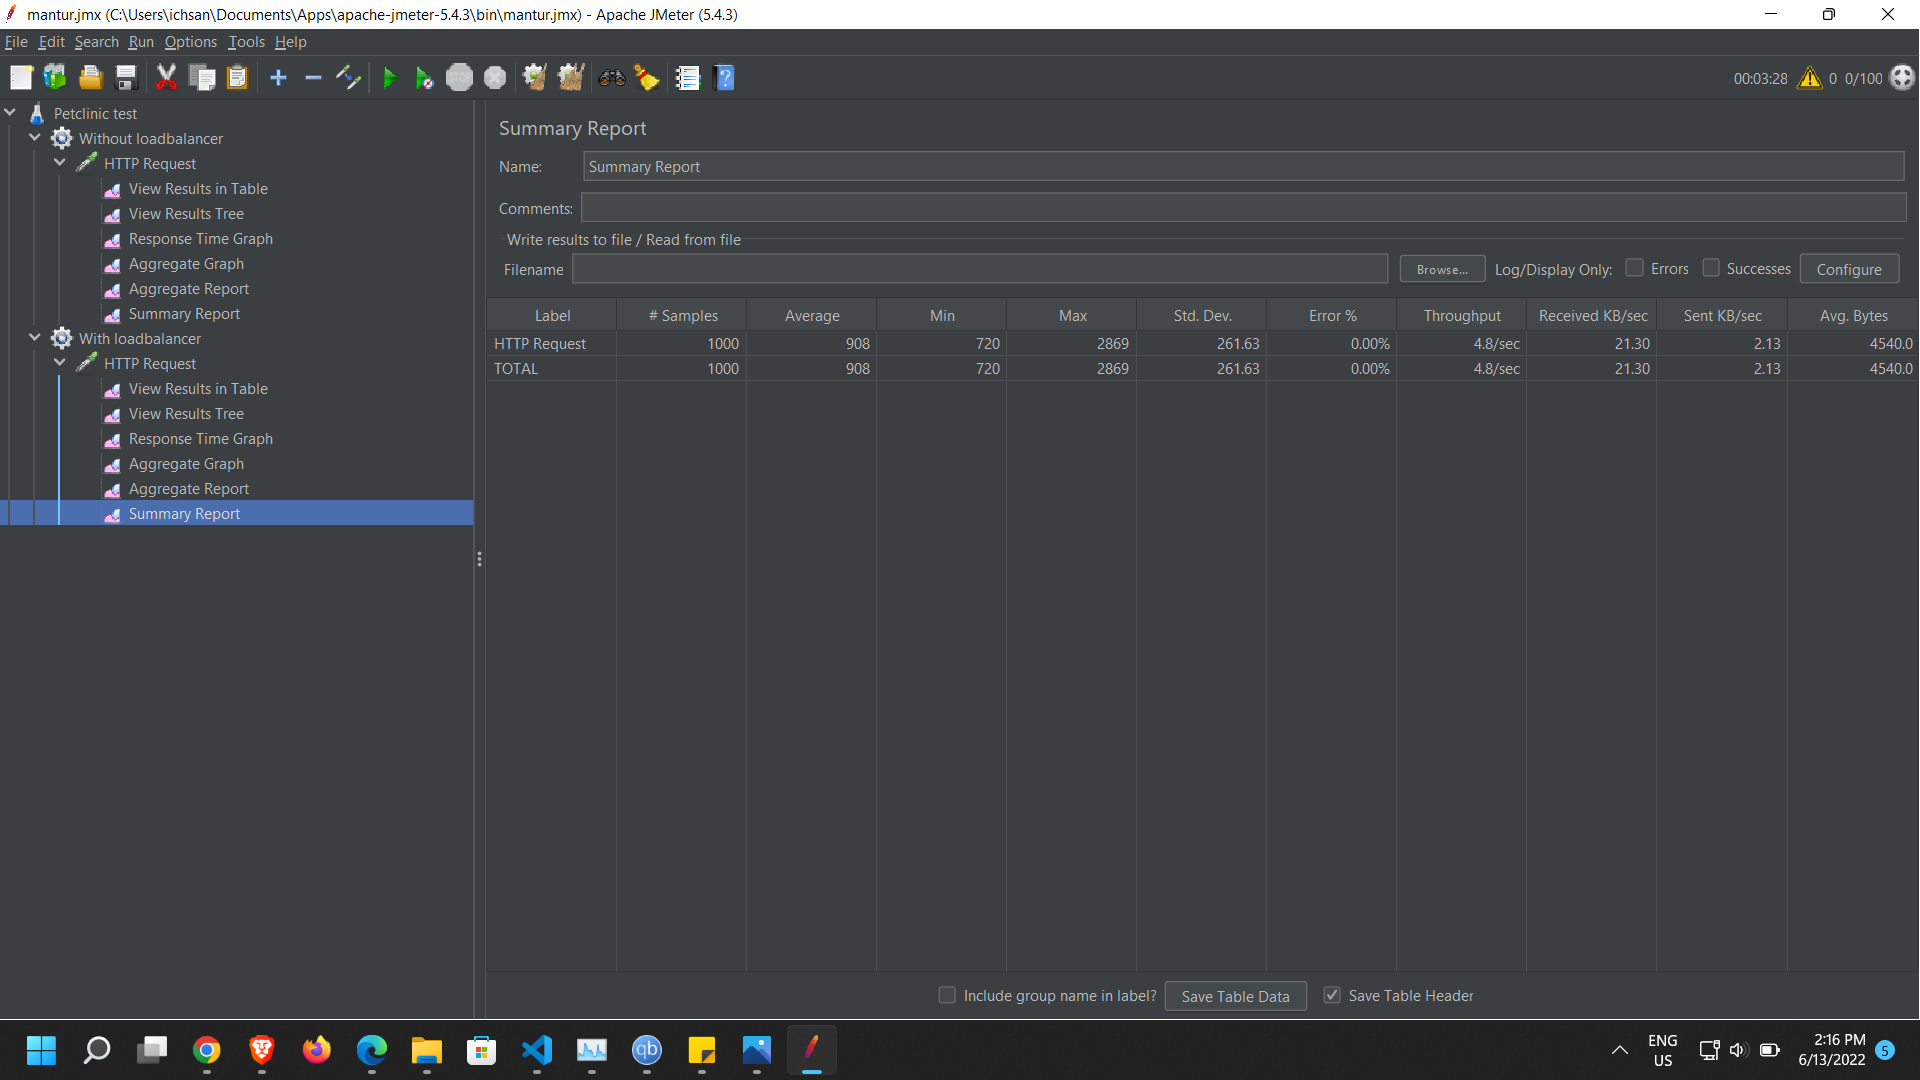 mantur.jmx (C:\Users\ichsan\Documents\Apps\apache-jmeter-5.4.3\bin\mantur.jmx) - Apache JMeter (5.4.3)
File Edit Search Run Options Tools Help
STOP 00:03:28 0 0/100
Petclinic test
Without loadbalancer
HTTP Request
View Results in Table
View Results Tree
Response Time Graph
Aggregate Graph
Aggregate Report
Summary Report
With loadbalancer
HTTP Request
View Results in Table
View Results Tree
Response Time Graph
Aggregate Graph
Aggregate Report
Summary Report
Summary Report
Name: Summary Report
Comments:
Write results to file / Read from file
Filename Browse... Log/Display Only: Errors Successes Configure
Label # Samples Average Min Max Std. Dev. Error % Throughput Received KB/sec Sent KB/sec Avg. Bytes
HTTP Request 1000 908 720 2869 261.63 0.00% 4.8/sec 21.30 2.13 4540.0
TOTAL 1000 908 720 2869 261.63 0.00% 4.8/sec 21.30 2.13 4540.0
Include group name in label? Save Table Data Save Table Header
qb
ENG
US
2:16 PM
6/13/2022
5